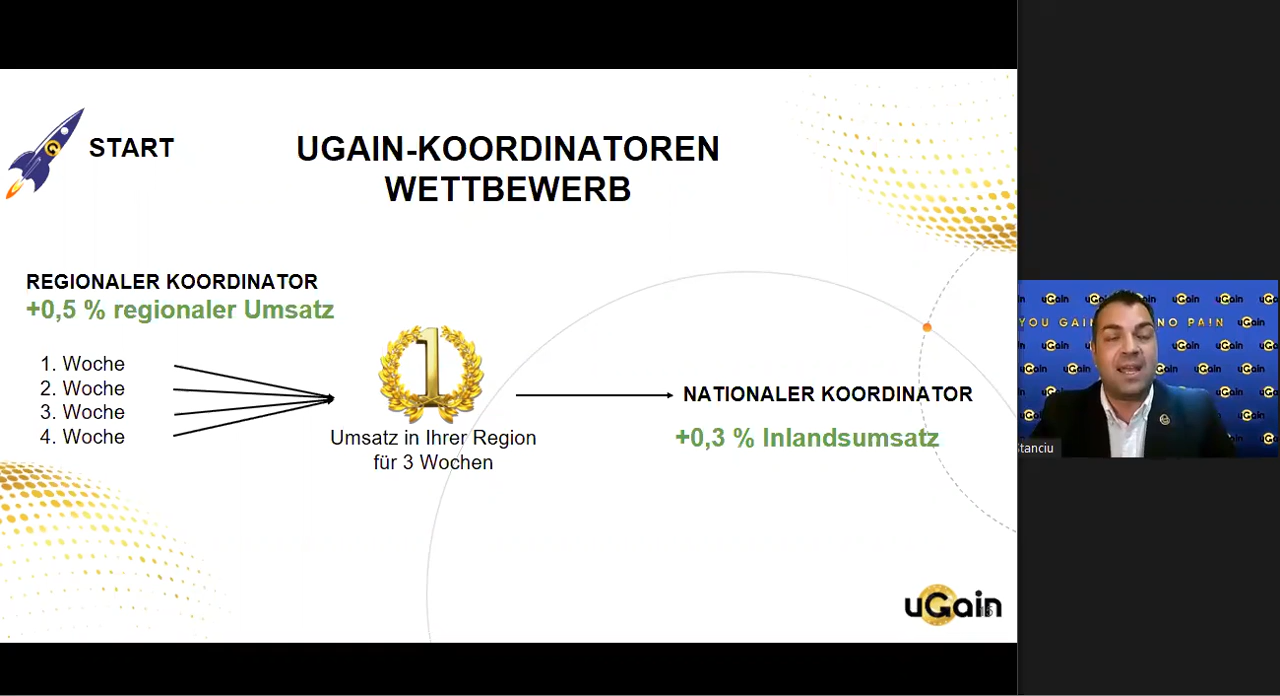 START
UGAIN-KOORDINATOREN
WETTBEWERB
REGIONALER KOORDINATOR
+0,5 % regionaler Umsatz
1. Woche
2. Woche
3. Woche
4. Woche
1
Umsatz in Ihrer Region
für 3 Wochen
NATIONALER KOORDINATOR
+0,3 % Inlandsumsatz
uGain
YOU GAIN NO PAIN
uGain
Stanciu